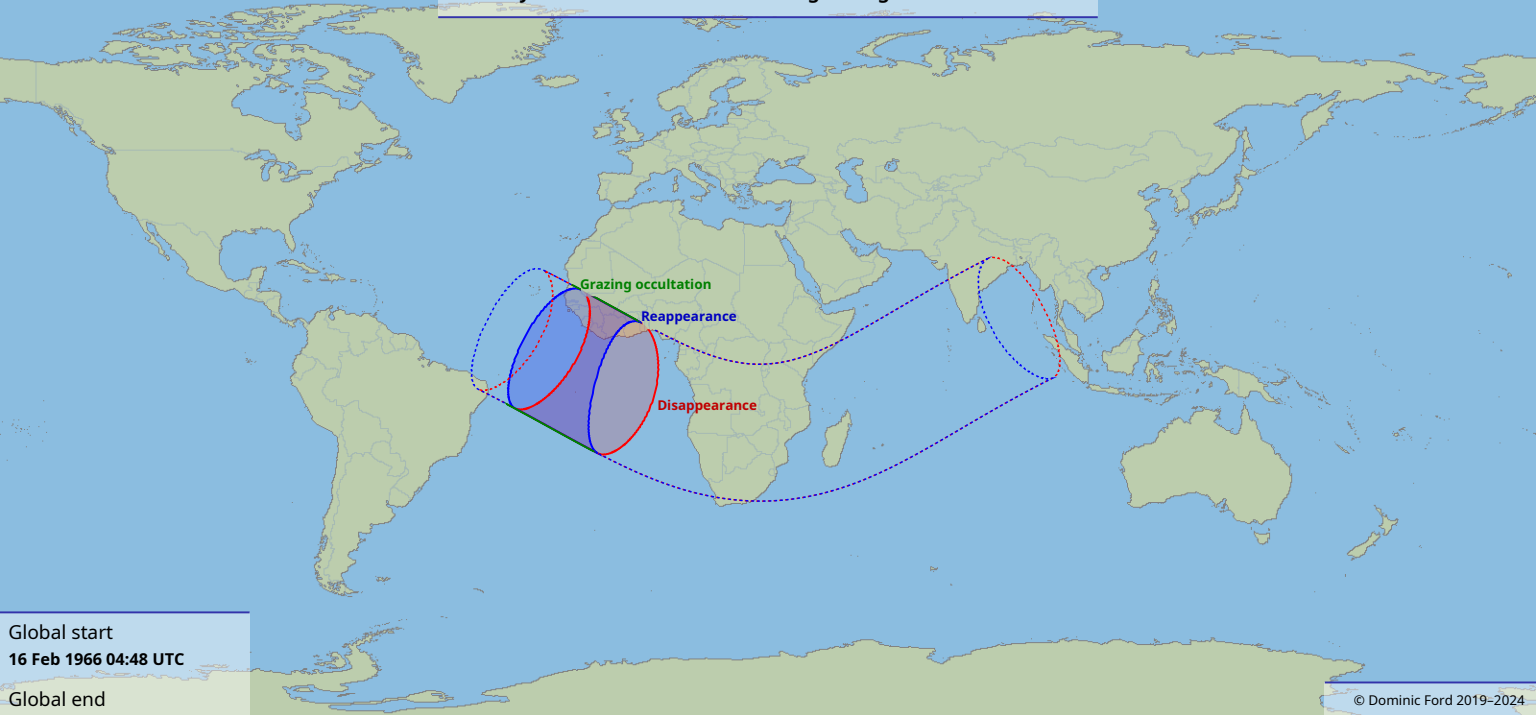 Grazing occultation
Reappearance
Disappearance
Global start
16 Feb 1966 04:48 UTC
Global end
© Dominic Ford 2019–2024